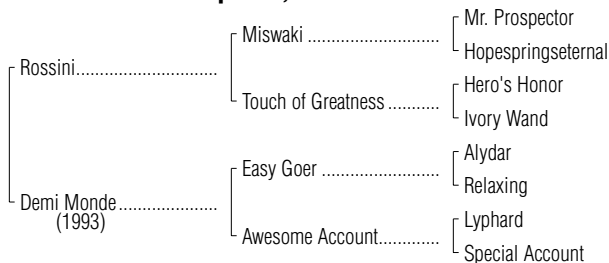 Mr. Prospector
Miswaki ..................
Hopespringseternal
Rossini..............................
Hero's Honor
Touch of Greatness ...........
Ivory Wand
Alydar
Easy Goer .......................
Relaxing
Demi Monde.....................
(1993)
Lyphard
Awesome Account.............
Special Account